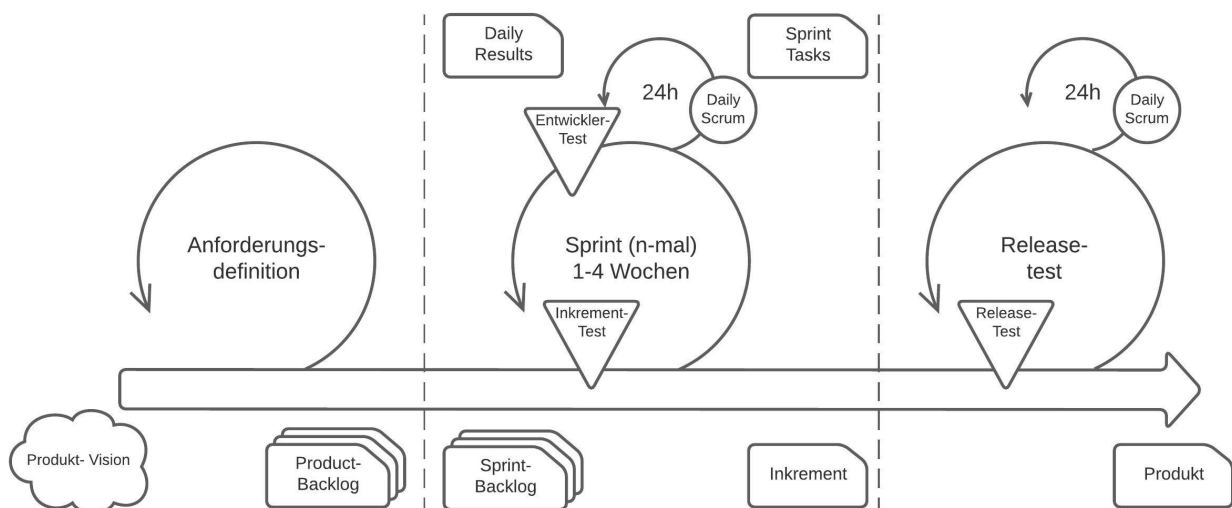 Daily
Results
Sprint
Tasks
24h
Daily
Scrum
24h
Daily
Scrum
Entwickler-
Test
Anforderungs-
definition
Sprint (n-mal)
1-4 Wochen
Release-
test
Inkrement-
Test
Release-
Test
Produkt- Vision
Product-
Backlog
Sprint-
Backlog
Inkrement
Produkt